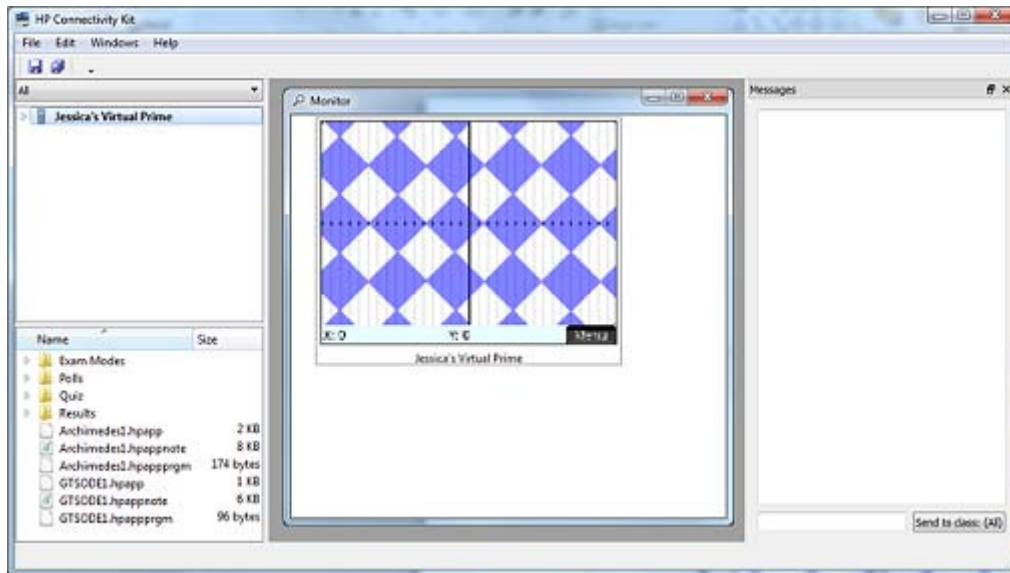 HP Connectivity Kit
File Edit Windows Help
All
Messages
Jessica's Virtual Prime
Monitor
X: 0 Y: 0 Menu
Jessica's Virtual Prime
Name Size
Exam Modes
Polls
Quiz
Results
Archimedes1.hpapp 2 KB
Archimedes1.hpappnote 8 KB
Archimedes1.hpappprgm 174 bytes
GTSODE1.hpapp 1 KB
GTSODE1.hpappnote 6 KB
GTSODE1.hpappprgm 96 bytes
Send to class: (All)